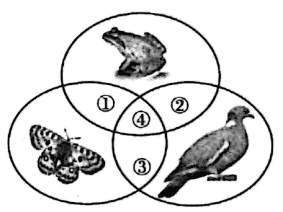 ① ②
④
③